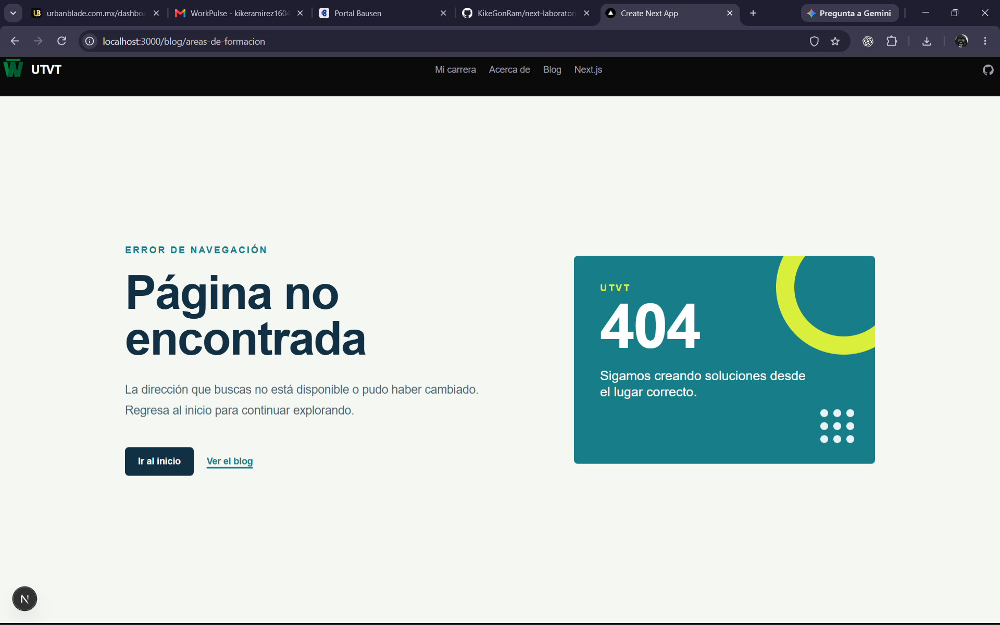 urbanblade.com.mx/dashboa
WorkPulse - kikeramirez1604
Portal Bausen
KikeGonRam/next-laboratori
Create Next App
Pregunta a Gemini
localhost:3000/blog/areas-de-formacion
UTVT
Mi carrera
Acerca de
Blog
Next.js
ERROR DE NAVEGACIÓN
Página no
encontrada
La dirección que buscas no está disponible o pudo haber cambiado.
Regresa al inicio para continuar explorando.
Ir al inicio
Ver el blog
UTVT
404
Sigamos creando soluciones desde
el lugar correcto.